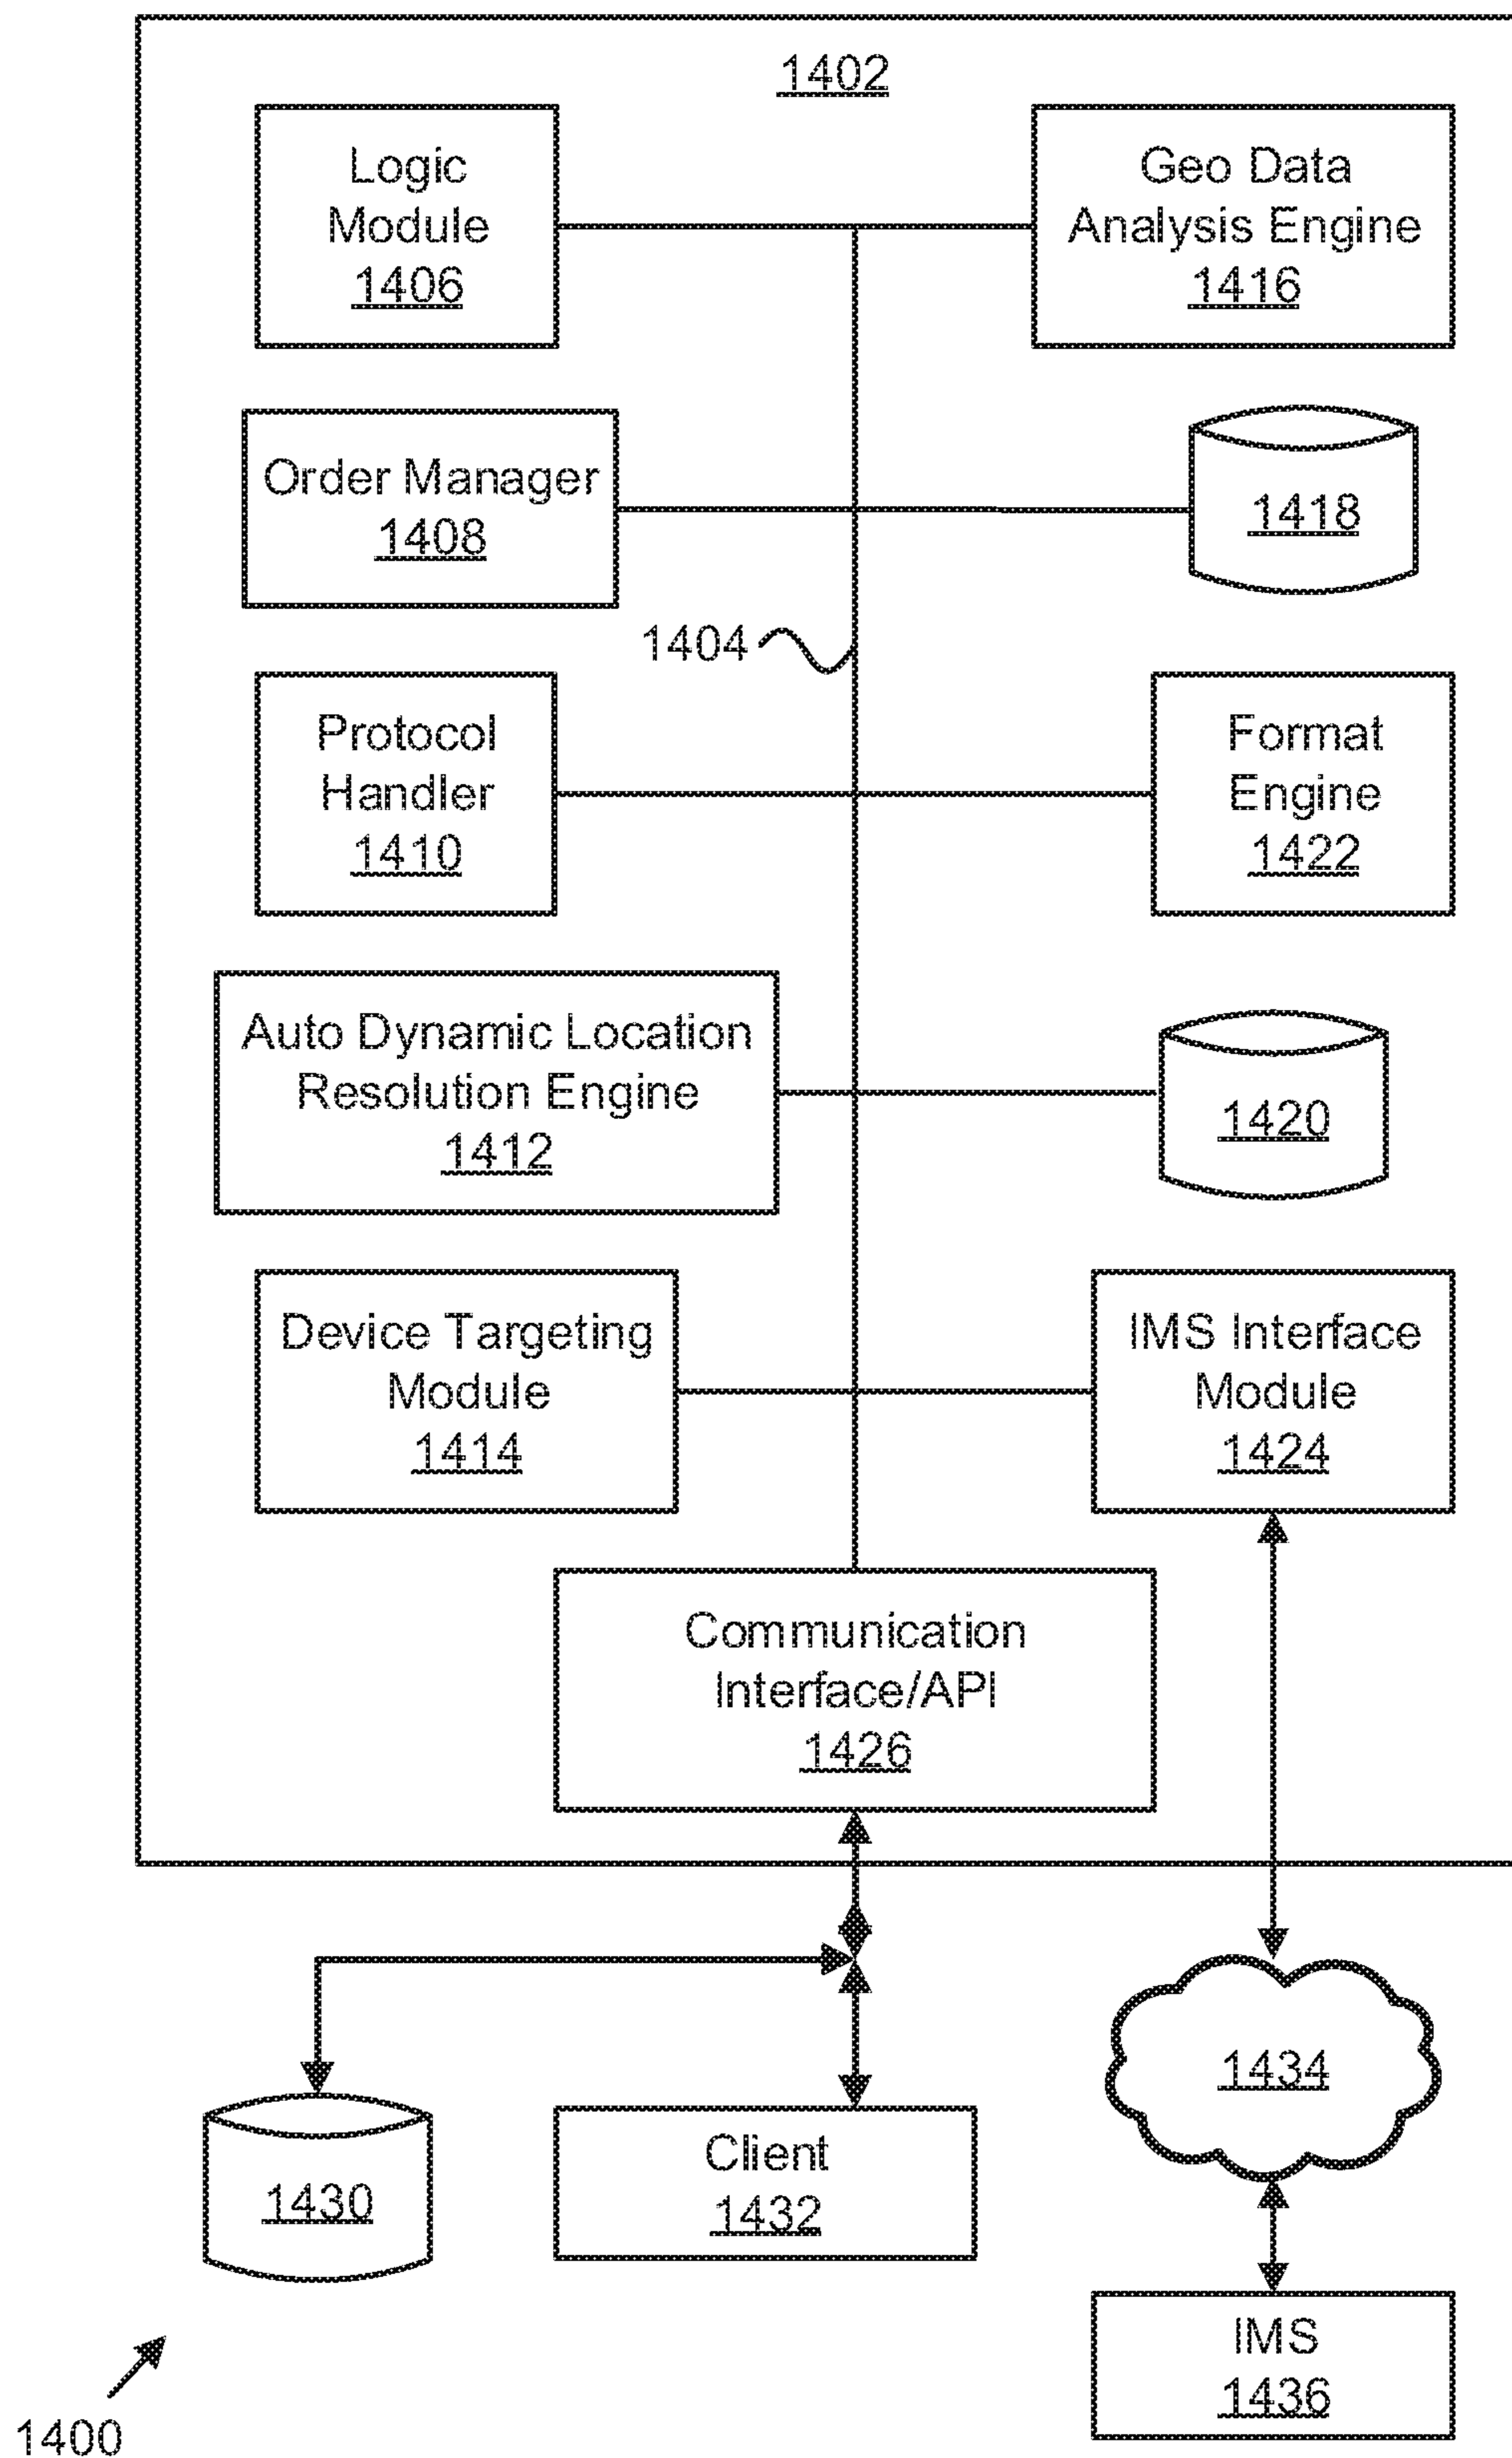 1402
Logic
Module
1406
Geo Data
Analysis Engine
1416
Order Manager
1408
1418
1404
Protocol
Handler
1410
Format
Engine
1422
Auto Dynamic Location
Resolution Engine
1412
1420
Device Targeting
Module
1414
IMS Interface
Module
1424
Communication
Interface/API
1426
1430
Client
1432
1434
IMS
1436
1400